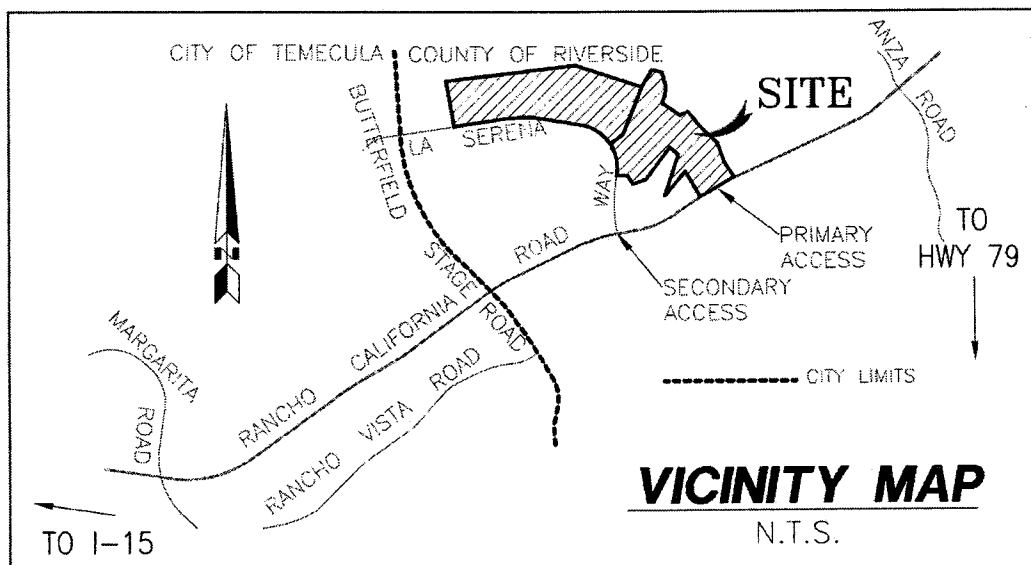 CITY OF TEMECULA COUNTY OF RIVERSIDE
ANZA ROAD
SITE
BUTTERFIELD STAGE ROAD
LA SERENA WAY
PRIMARY
ACCESS
TO
HWY 79
SECONDARY
ACCESS
RANCHO CALIFORNIA ROAD
MARGARITA ROAD
RANCHO VISTA ROAD
CITY LIMITS
VICINITY MAP
N.T.S.
TO I-15